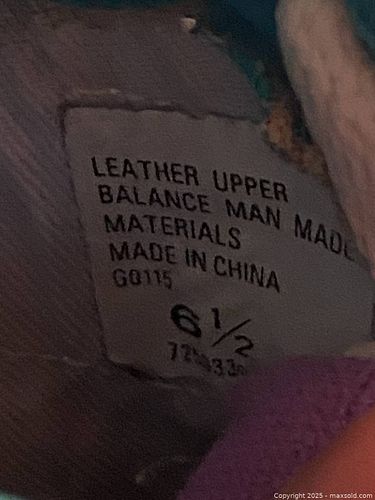 LEATHER UPPER
BALANCE MAN MADE
MATERIALS
MADE IN CHINA
G0115
6 1/2
Copyright 2025 - maxsold.com